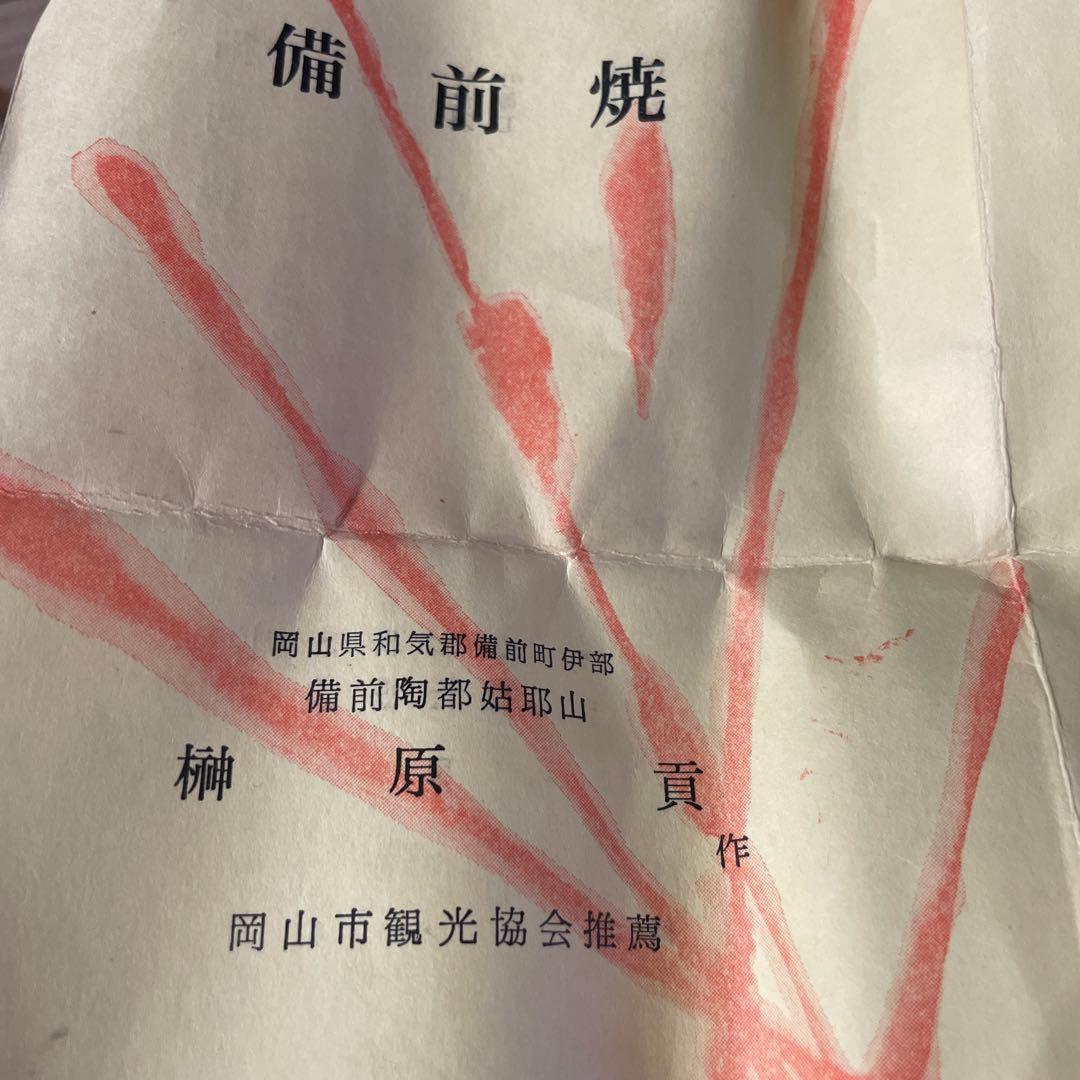 備前焼
岡山県和気郡備前町伊部
備前陶都姑耶山
榊原貢
作
岡山市観光協会推薦